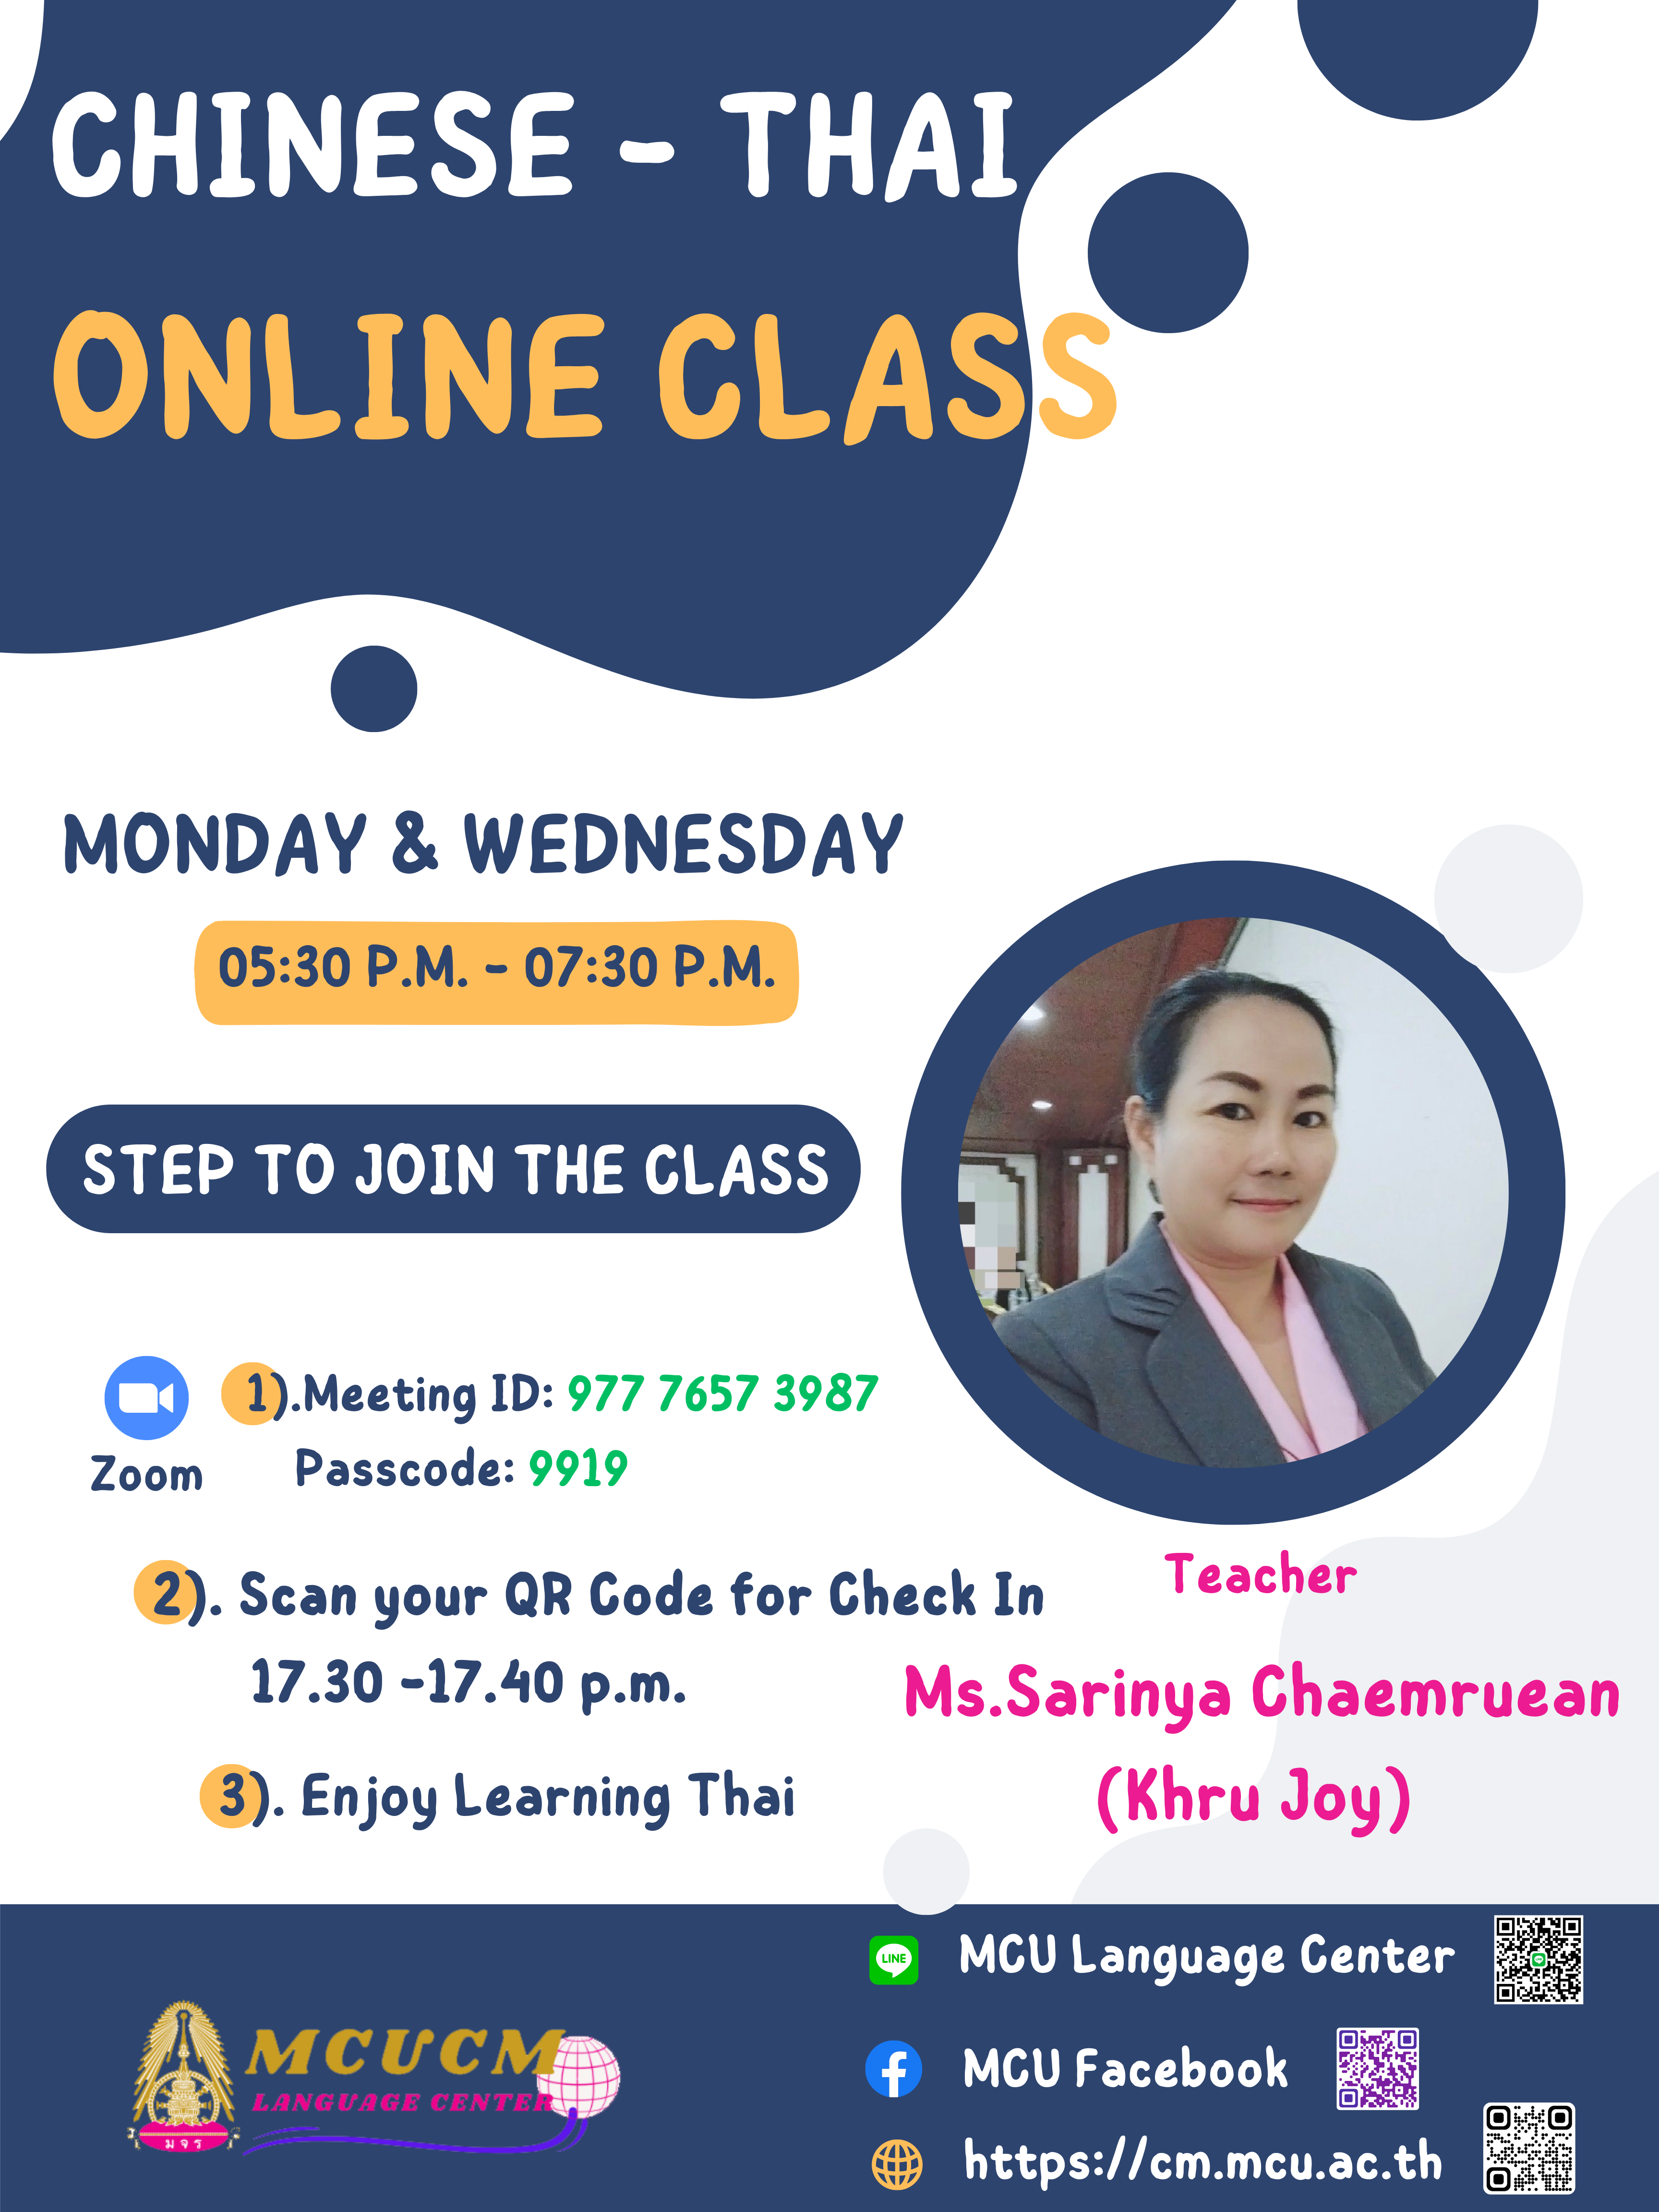 CHINESE - THAI
ONLINE CLASS
MONDAY & WEDNESDAY
05:30 P.M. - 07:30 P.M.
STEP TO JOIN THE CLASS
Zoom
1).Meeting ID: 977 7657 3987
Passcode: 9919
2). Scan your QR Code for Check In
17.30 -17.40 p.m.
3). Enjoy Learning Thai
Teacher
Ms.Sarinya Chaemruean
(Khru Joy)
มจร
MCUCM
LANGUAGE CENTER
LINE
MCU Language Center
MCU Facebook
https://cm.mcu.ac.th